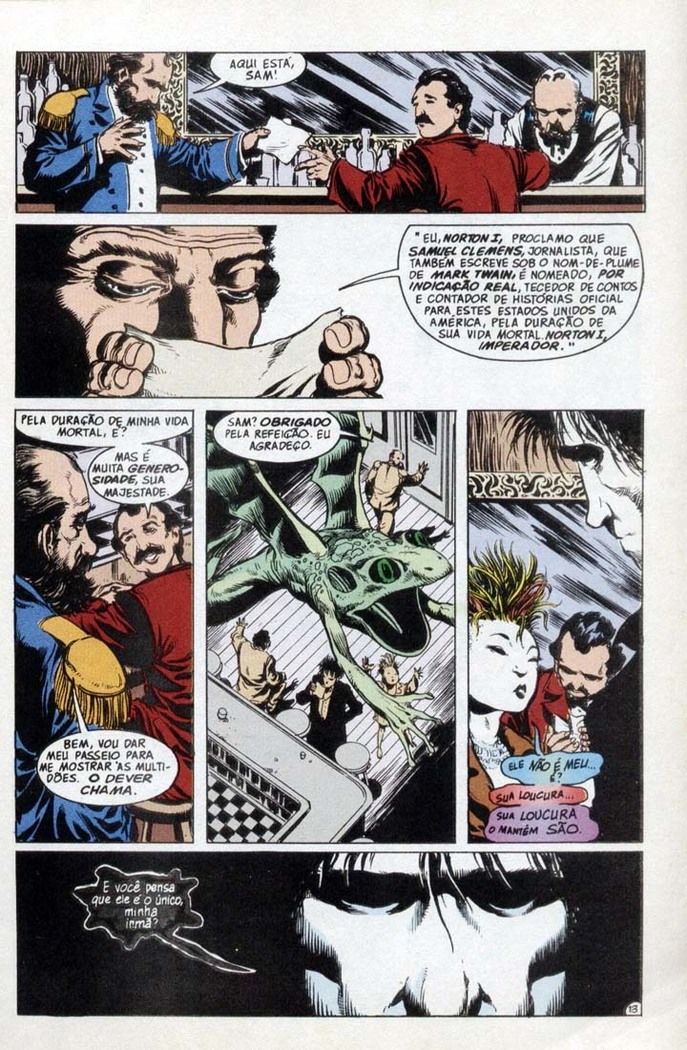 AQUI ESTÁ,
SAM!
"EU, NORTON I, PROCLAMO QUE
SAMUEL CLEMENS, JORNALISTA, QUE
TAMBÉM ESCREVE SOB O NOM-DE-PLUME
DE MARK TWAIN, É NOMEADO, POR
INDICAÇÃO REAL, TECEDOR DE CONTOS
E CONTADOR DE HISTÓRIAS OFICIAL
PARA ESTES ESTADOS UNIDOS DA
AMÉRICA, PELA DURAÇÃO DE
SUA VIDA MORTAL. NORTON I,
IMPERADOR."
PELA DURAÇÃO DE MINHA VIDA
MORTAL, É?
MAS É
MUITA GENERO-
SIDADE, SUA
MAJESTADE.
BEM, VOU DAR
MEU PASSEIO PARA
ME MOSTRAR ÀS MULTI-
DÕES. O DEVER
CHAMA.
SAM? OBRIGADO
PELA REFEIÇÃO. EU
AGRADEÇO.
ELE NÃO É MEU...
É?
SUA LOUCURA...
SUA LOUCURA
O MANTÉM SÃO.
E você pensa
que ele é o único,
minha
irmã?
13